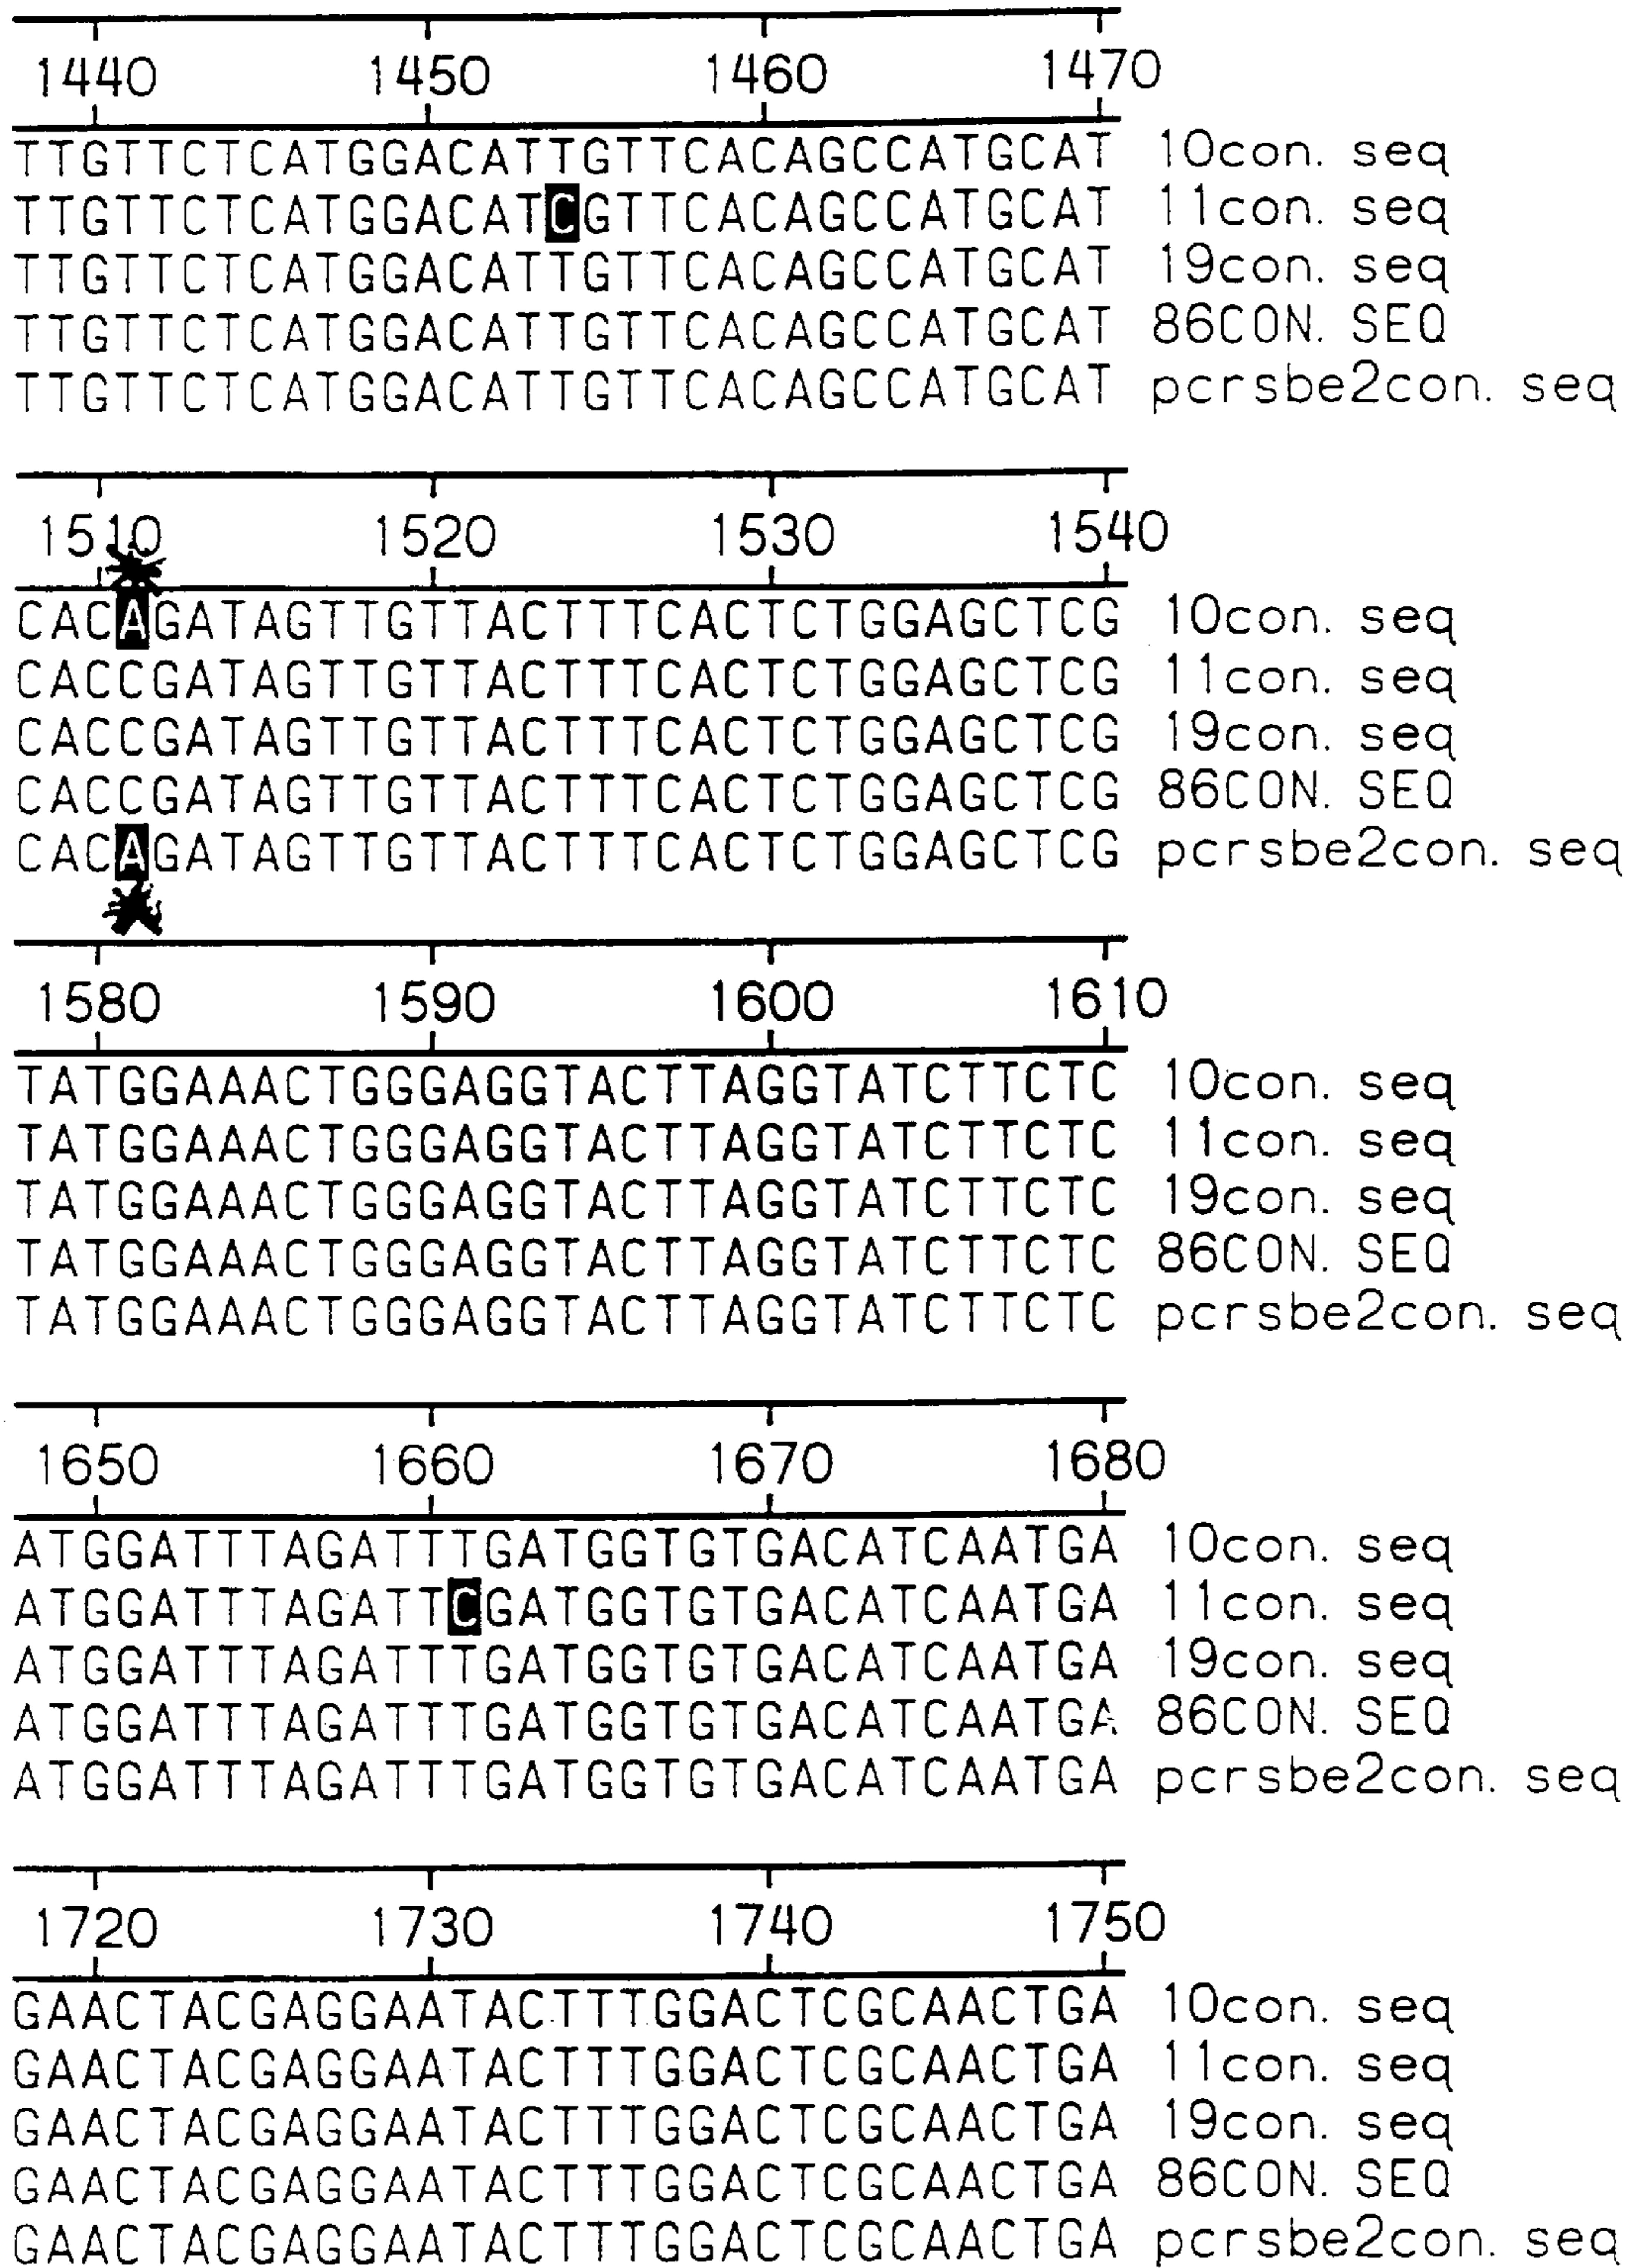 1440 1450 1460 1470
TTGTTCTCATGGACATTGTTCACAGCCATGCAT 10con. seq
TTGTTCTCATGGACATCGTTCACAGCCATGCAT 11con. seq
TTGTTCTCATGGACATTGTTCACAGCCATGCAT 19con. seq
TTGTTCTCATGGACATTGTTCACAGCCATGCAT 86CON. SEQ
TTGTTCTCATGGACATTGTTCACAGCCATGCAT pcrsbe2con. seq
1510 1520 1530 1540
CACAGATAGTTGTTACTTTCACTCTGGAGCTCG 10con. seq
CACCGATAGTTGTTACTTTCACTCTGGAGCTCG 11con. seq
CACCGATAGTTGTTACTTTCACTCTGGAGCTCG 19con. seq
CACCGATAGTTGTTACTTTCACTCTGGAGCTCG 86CON. SEQ
CACAGATAGTTGTTACTTTCACTCTGGAGCTCG pcrsbe2con. seq
1580 1590 1600 1610
TATGGAAACTGGGAGGTACTTAGGTATCTTCTC 10con. seq
TATGGAAACTGGGAGGTACTTAGGTATCTTCTC 11con. seq
TATGGAAACTGGGAGGTACTTAGGTATCTTCTC 19con. seq
TATGGAAACTGGGAGGTACTTAGGTATCTTCTC 86CON. SEQ
TATGGAAACTGGGAGGTACTTAGGTATCTTCTC pcrsbe2con. seq
1650 1660 1670 1680
ATGGATTTAGATTTGATGGTGTGACATCAATGA 10con. seq
ATGGATTTAGATTCGATGGTGTGACATCAATGA 11con. seq
ATGGATTTAGATTTGATGGTGTGACATCAATGA 19con. seq
ATGGATTTAGATTTGATGGTGTGACATCAATGA 86CON. SEQ
ATGGATTTAGATTTGATGGTGTGACATCAATGA pcrsbe2con. seq
1720 1730 1740 1750
GAACTACGAGGAATACTTTGGACTCGCAACTGA 10con. seq
GAACTACGAGGAATACTTTGGACTCGCAACTGA 11con. seq
GAACTACGAGGAATACTTTGGACTCGCAACTGA 19con. seq
GAACTACGAGGAATACTTTGGACTCGCAACTGA 86CON. SEQ
GAACTACGAGGAATACTTTGGACTCGCAACTGA pcrsbe2con. seq